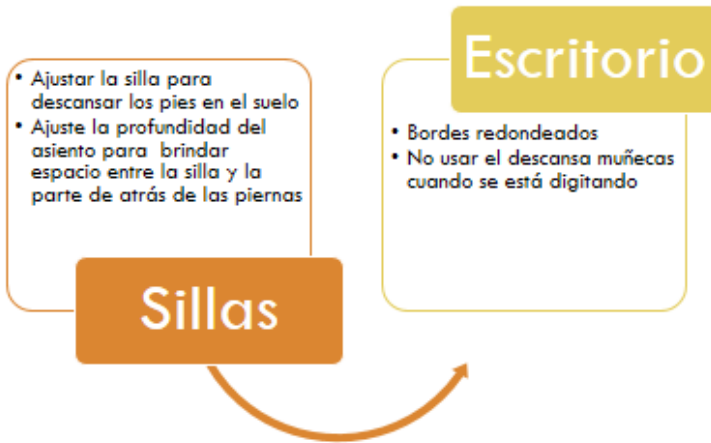 • Ajustar la silla para
descansar los pies en el suelo
• Ajuste la profundidad del
asiento para brindar
espacio entre la silla y la
parte de atrás de las piernas
Sillas
Escritorio
• Bordes redondeados
• No usar el descansa muñecas
cuando se está digitando